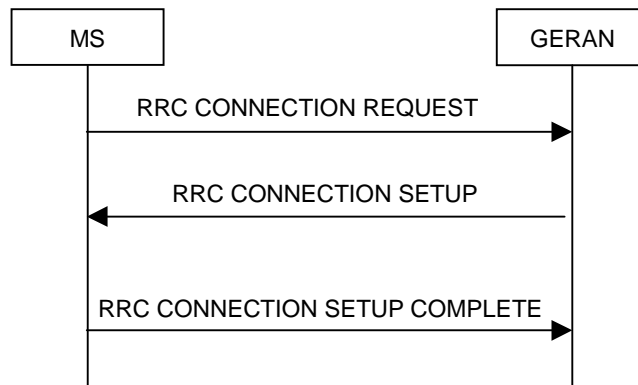 MS
GERAN
RRC CONNECTION REQUEST
RRC CONNECTION SETUP
RRC CONNECTION SETUP COMPLETE